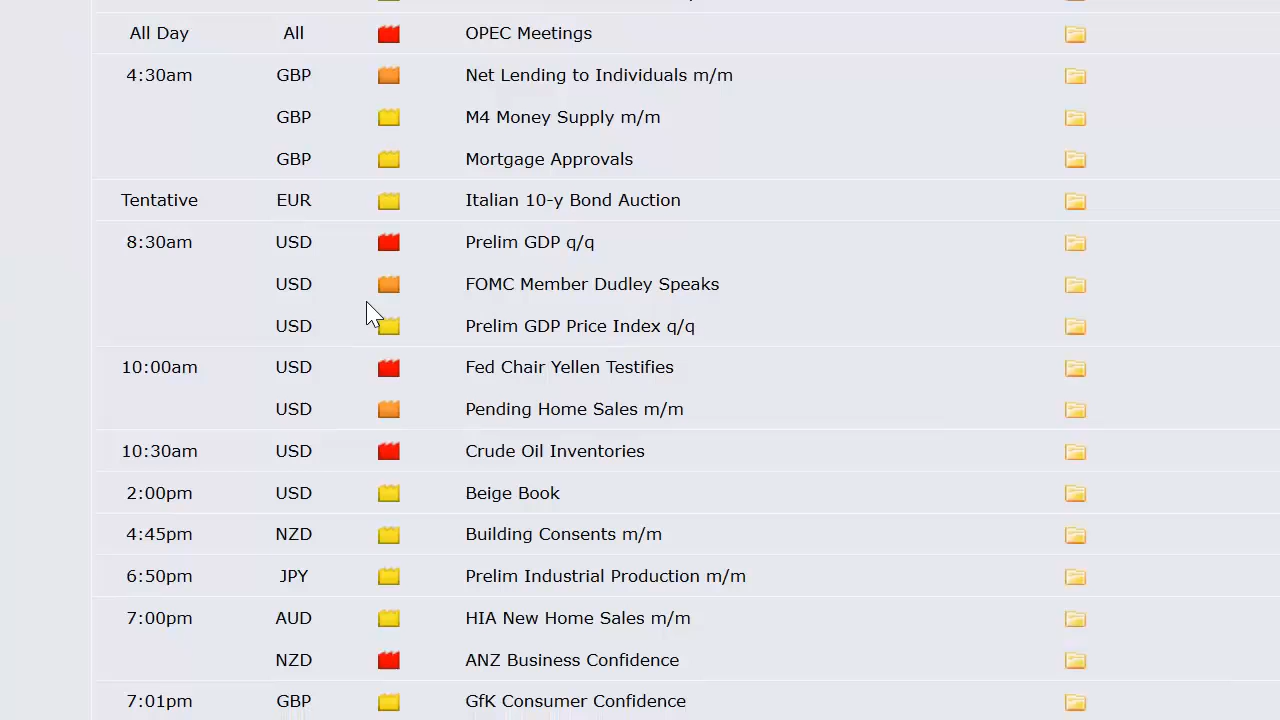 All Day All OPEC Meetings
4:30am GBP Net Lending to Individuals m/m
GBP M4 Money Supply m/m
GBP Mortgage Approvals
Tentative EUR Italian 10-y Bond Auction
8:30am USD Prelim GDP q/q
USD FOMC Member Dudley Speaks
USD Prelim GDP Price Index q/q
10:00am USD Fed Chair Yellen Testifies
USD Pending Home Sales m/m
10:30am USD Crude Oil Inventories
2:00pm USD Beige Book
4:45pm NZD Building Consents m/m
6:50pm JPY Prelim Industrial Production m/m
7:00pm AUD HIA New Home Sales m/m
NZD ANZ Business Confidence
7:01pm GBP GfK Consumer Confidence